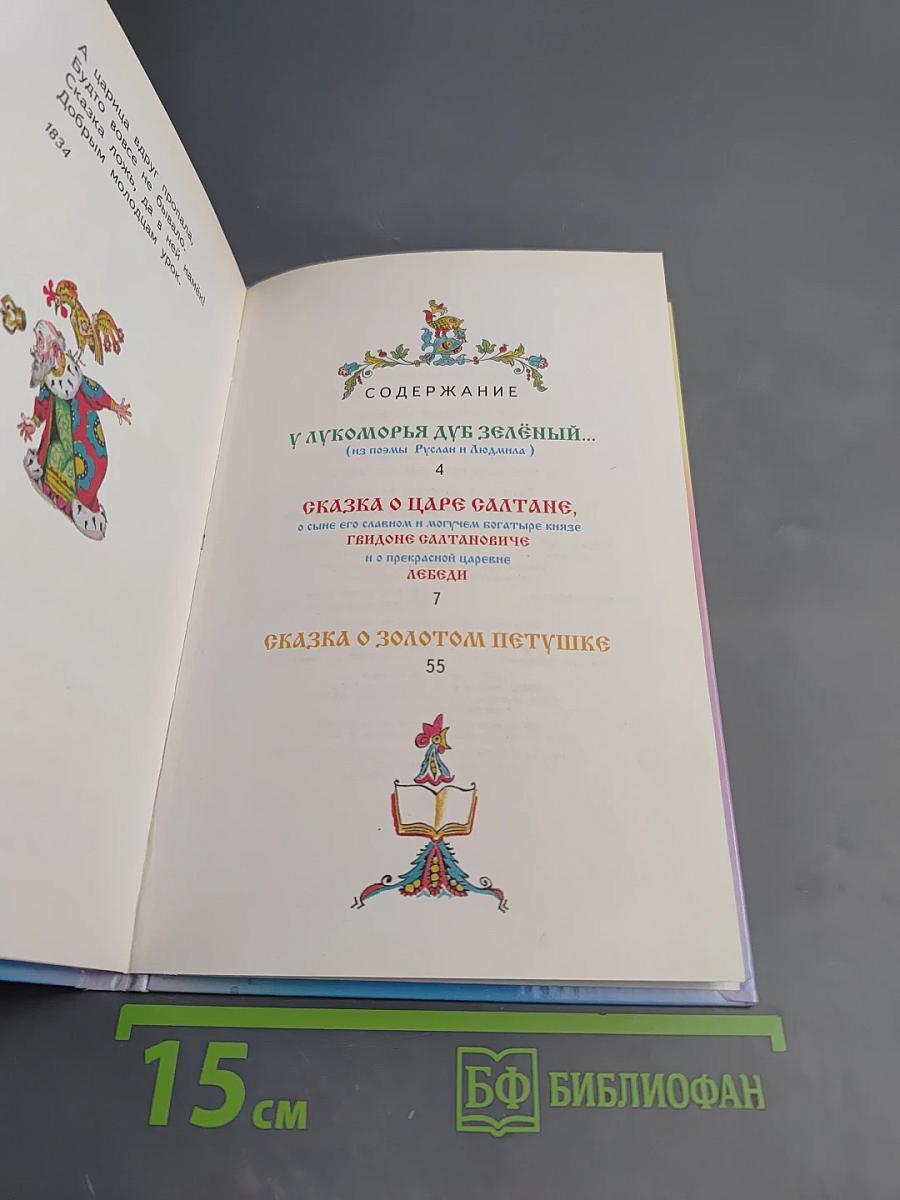 А царица вдруг пропала,
Будто вовсе не бывало.
Сказка ложь, да в ней намёк!
Добрым молодцам урок.
1834
СОДЕРЖАНИЕ
У ЛУКОМОРЬЯ ДУБ ЗЕЛЁНЫЙ...
(из поэмы Руслан и Людмила )
4
СКАЗКА О ЦАРЕ САЛТАНЕ,
о сыне его славном и могучем богатыре князе
ГВИДОНЕ САЛТАНОВИЧЕ
и о прекрасной царевне
ЛЕБЕДИ
7
СКАЗКА О ЗОЛОТОМ ПЕТУШКЕ
55
15 см
БФ БИБЛИОФАН